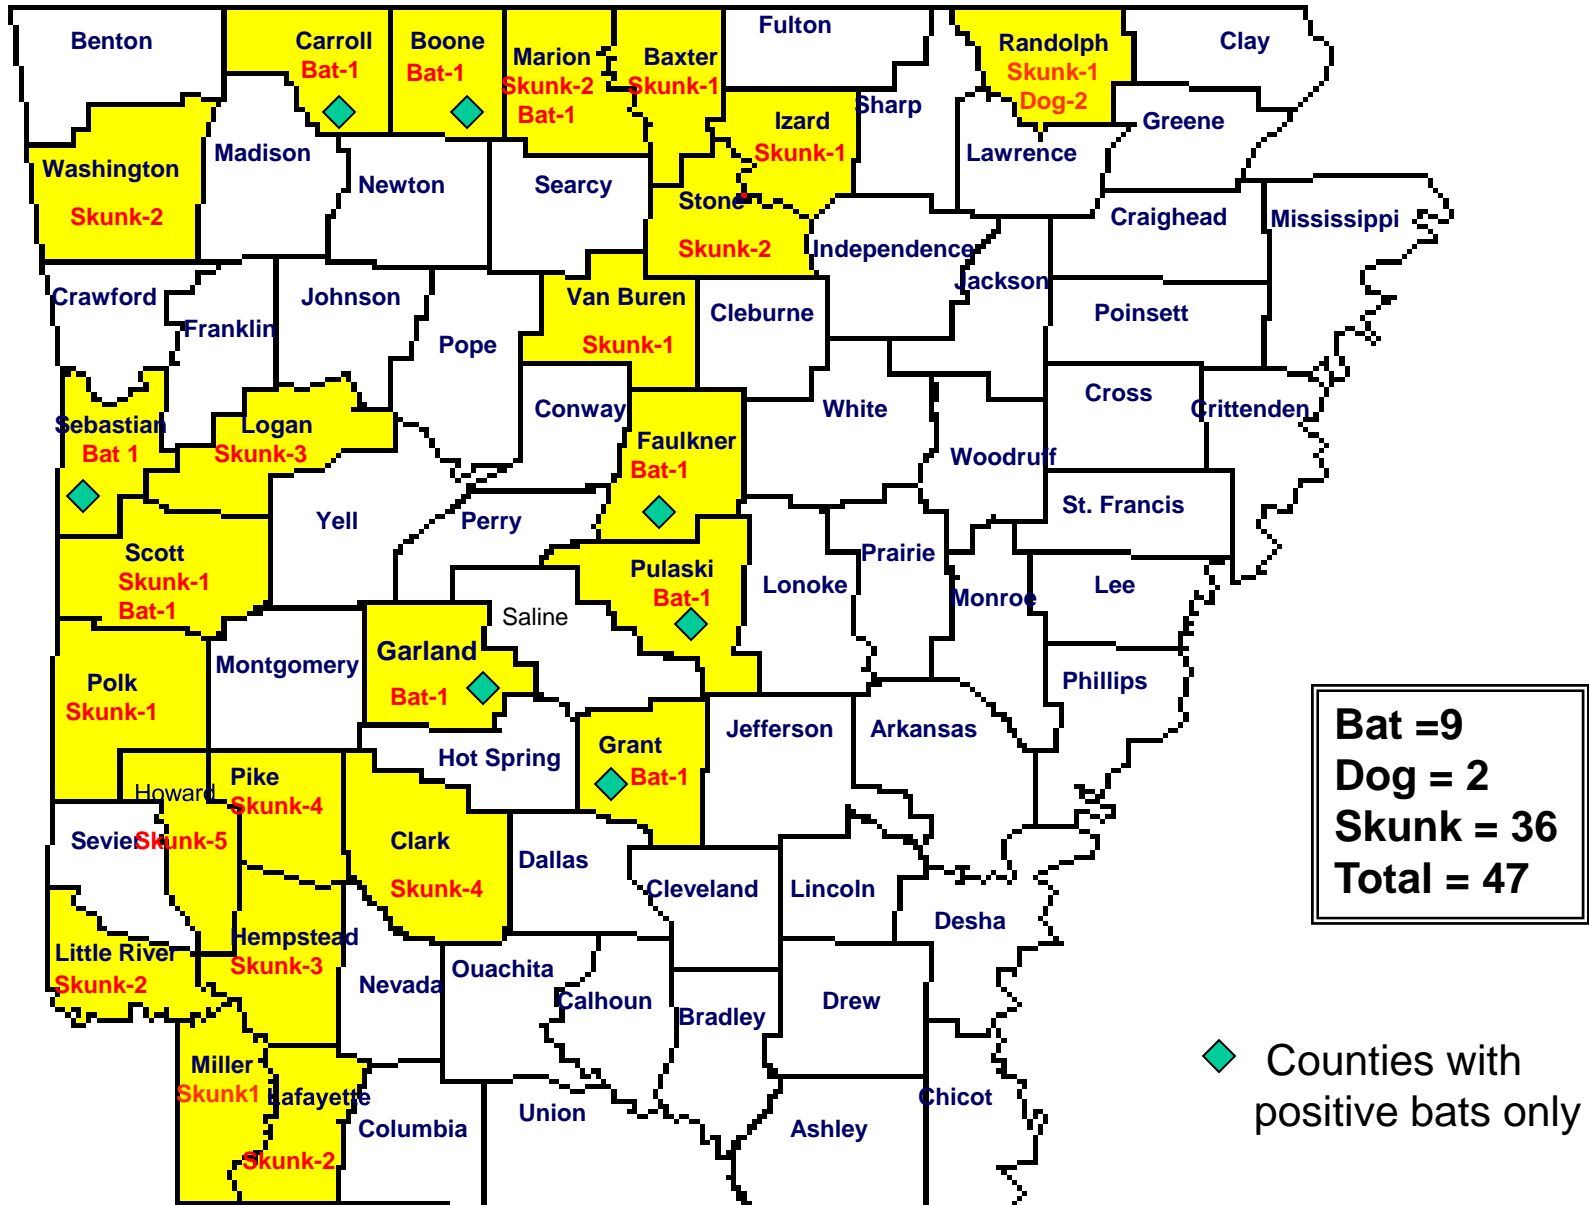 Benton
Carroll
Bat-1
Boone
Bat-1
Marion
Skunk-2
Bat-1
Baxter
Skunk-1
Fulton
Randolph
Skunk-1
Dog-2
Clay
Sharp
Izard
Skunk-1
Greene
Lawrence
Washington
Skunk-2
Madison
Newton
Searcy
Stone
Skunk-2
Independence
Craighead
Mississippi
Jackson
Crawford
Franklin
Johnson
Pope
Van Buren
Skunk-1
Cleburne
Poinsett
Cross
Crittenden
Sebastian
Bat 1
Logan
Skunk-3
Conway
Faulkner
Bat-1
White
Woodruff
St. Francis
Yell
Perry
Scott
Skunk-1
Bat-1
Pulaski
Bat-1
Lonoke
Prairie
Monroe
Lee
Saline
Garland
Bat-1
Montgomery
Polk
Skunk-1
Phillips
Hot Spring
Grant
Bat-1
Jefferson
Arkansas
Howard
Skunk-5
Pike
Skunk-4
Sevier
Clark
Skunk-4
Dallas
Cleveland
Lincoln
Desha
Little River
Skunk-2
Hempstead
Skunk-3
Nevada
Ouachita
Calhoun
Bradley
Drew
Miller
Skunk1
Lafayette
Skunk-2
Columbia
Union
Ashley
Chicot
Bat =9
Dog = 2
Skunk = 36
Total = 47
Counties with
positive bats only